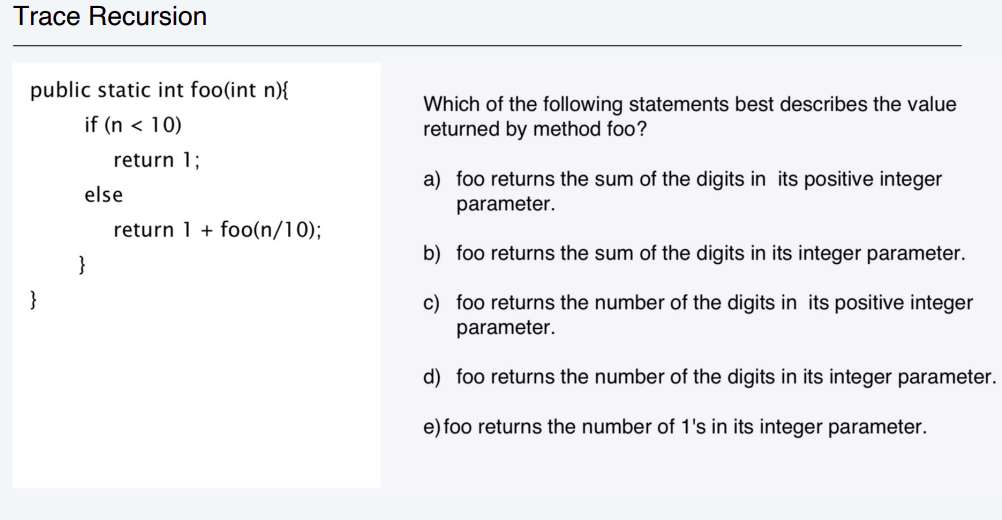 Trace Recursion
public static int foo(int n){
if (n < 10)
return 1;
else
return 1 + foo(n/10);
}
}
Which of the following statements best describes the value
returned by method foo?
a) foo returns the sum of the digits in its positive integer
parameter.
b) foo returns the sum of the digits in its integer parameter.
c) foo returns the number of the digits in its positive integer
parameter.
d) foo returns the number of the digits in its integer parameter.
e) foo returns the number of 1's in its integer parameter.